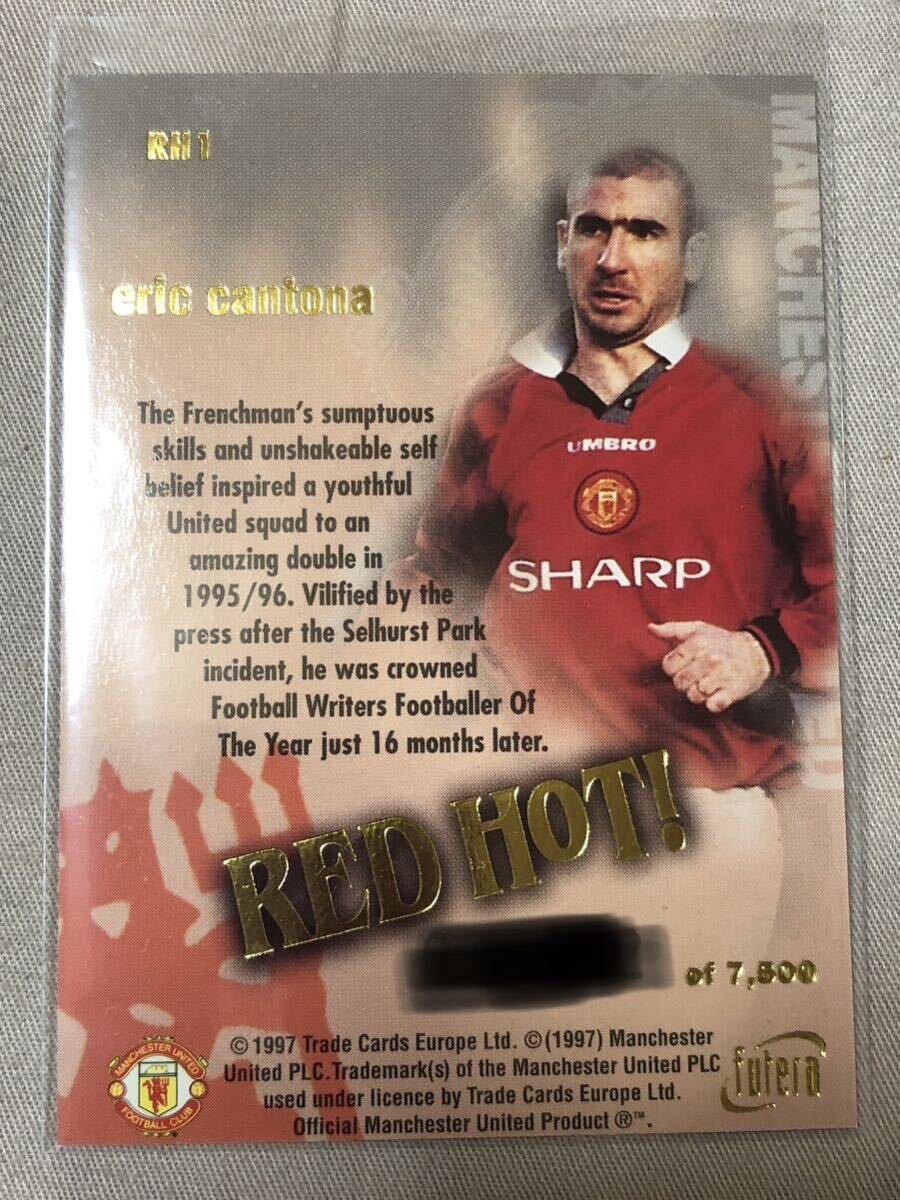 RH 1
eric cantona
The Frenchman's sumptuous
skills and unshakeable self
belief inspired a youthful
United squad to an
amazing double in
1995/96. Vilified by the
press after the Selhurst Park
incident, he was crowned
Football Writers Footballer Of
The Year just 16 months later.
MANCHES
ED
UMBRO
SHARP
RED HOT!
of 7,500
© 1997 Trade Cards Europe Ltd. © (1997) Manchester
United PLC. Trademark(s) of the Manchester United PLC
used under licence by Trade Cards Europe Ltd.
Official Manchester United Product ®™.
MANCHESTER UNITED
FOOTBALL CLUB
futera